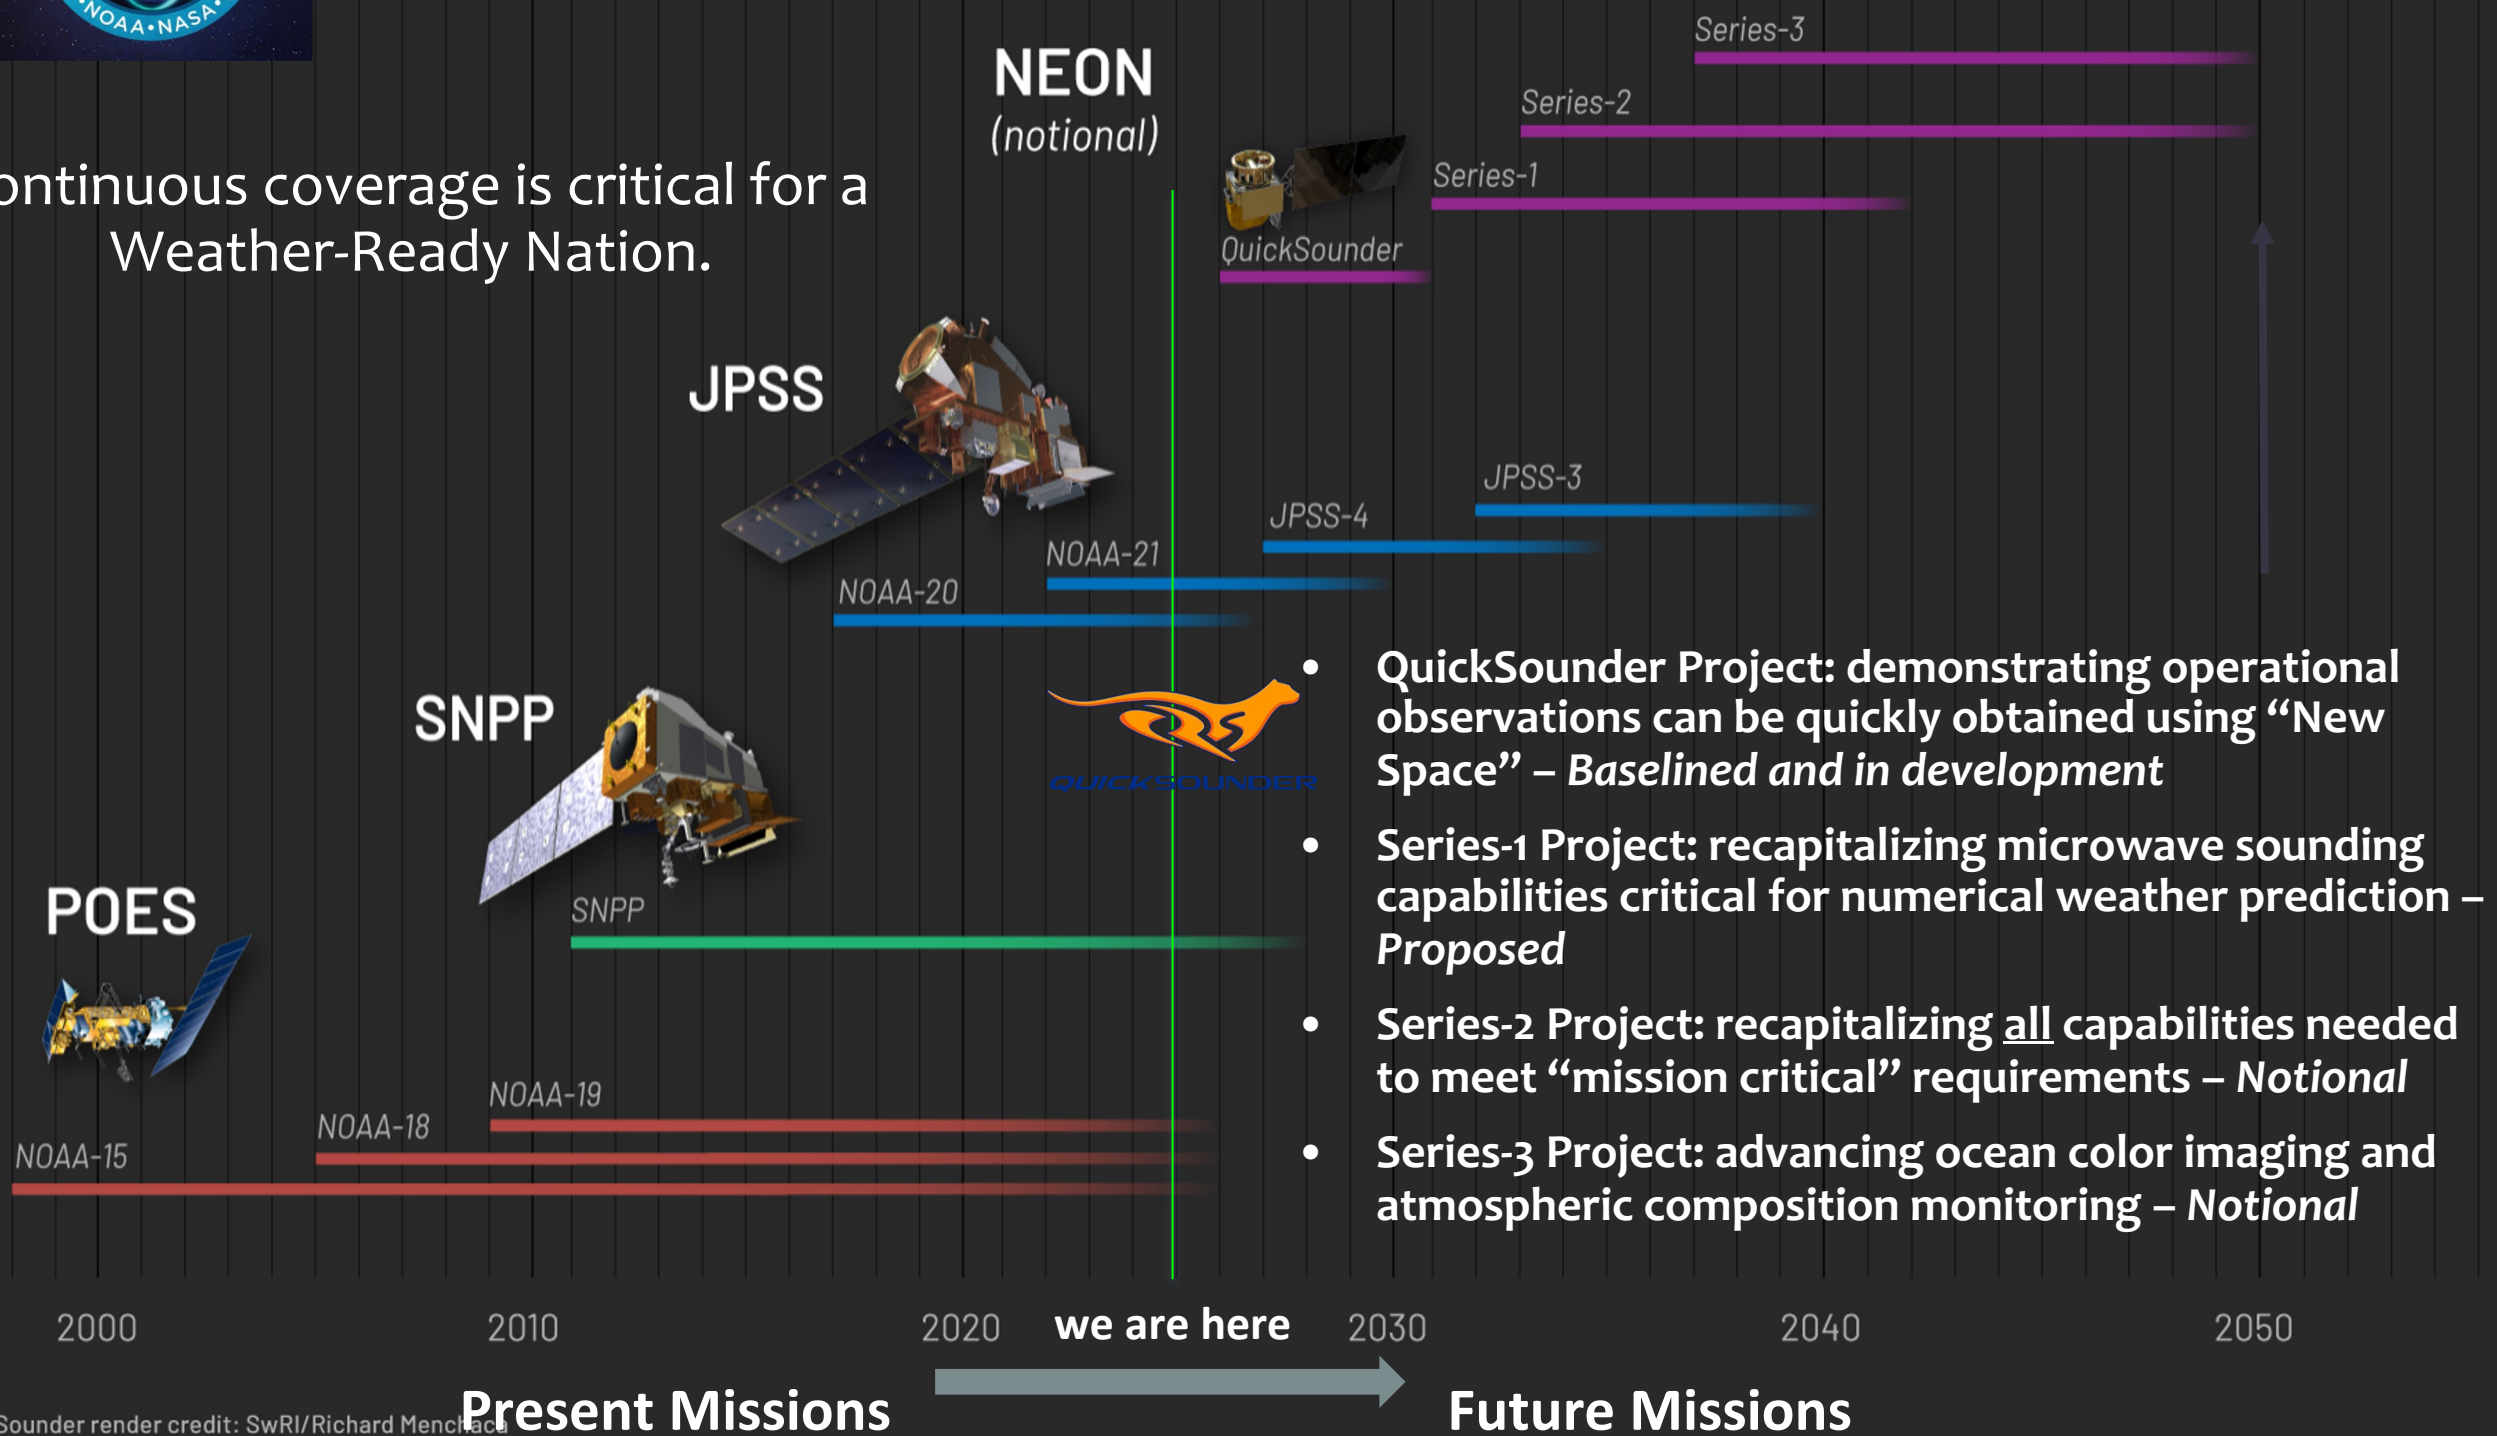 NOAA•NASA
Series-3
NEON
(notional)
Series-2
Series-1
ontinuous coverage is critical for a
Weather-Ready Nation.
QuickSounder
JPSS
JPSS-3
JPSS-4
NOAA-21
NOAA-20
SNPP
QUICKSOUNDER
• QuickSounder Project: demonstrating operational
observations can be quickly obtained using “New
Space” – Baselined and in development
• Series-1 Project: recapitalizing microwave sounding
capabilities critical for numerical weather prediction –
Proposed
POES
SNPP
• Series-2 Project: recapitalizing all capabilities needed
to meet “mission critical” requirements – Notional
NOAA-19
NOAA-18
NOAA-15
• Series-3 Project: advancing ocean color imaging and
atmospheric composition monitoring – Notional
2000 2010 2020 we are here 2030 2040 2050
Present Missions Future Missions
Sounder render credit: SwRI/Richard Menchaca